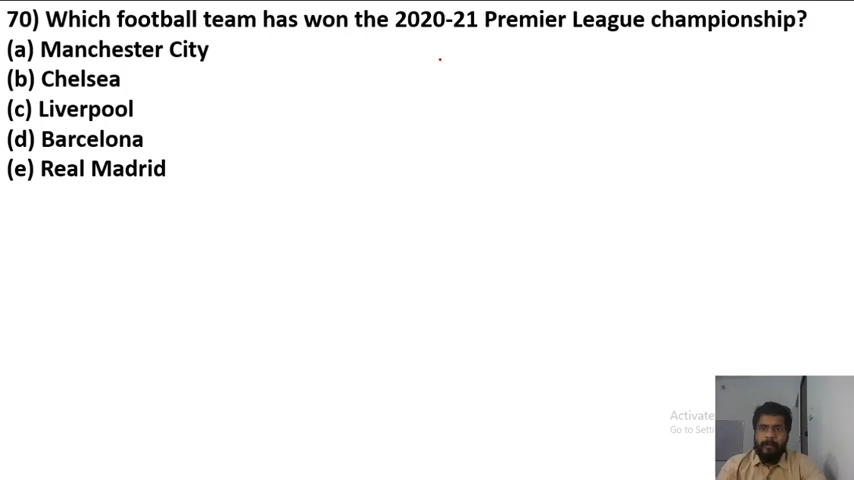 70) Which football team has won the 2020-21 Premier League championship?
(a) Manchester City
(b) Chelsea
(c) Liverpool
(d) Barcelona
(e) Real Madrid
Activate
Go to Setti